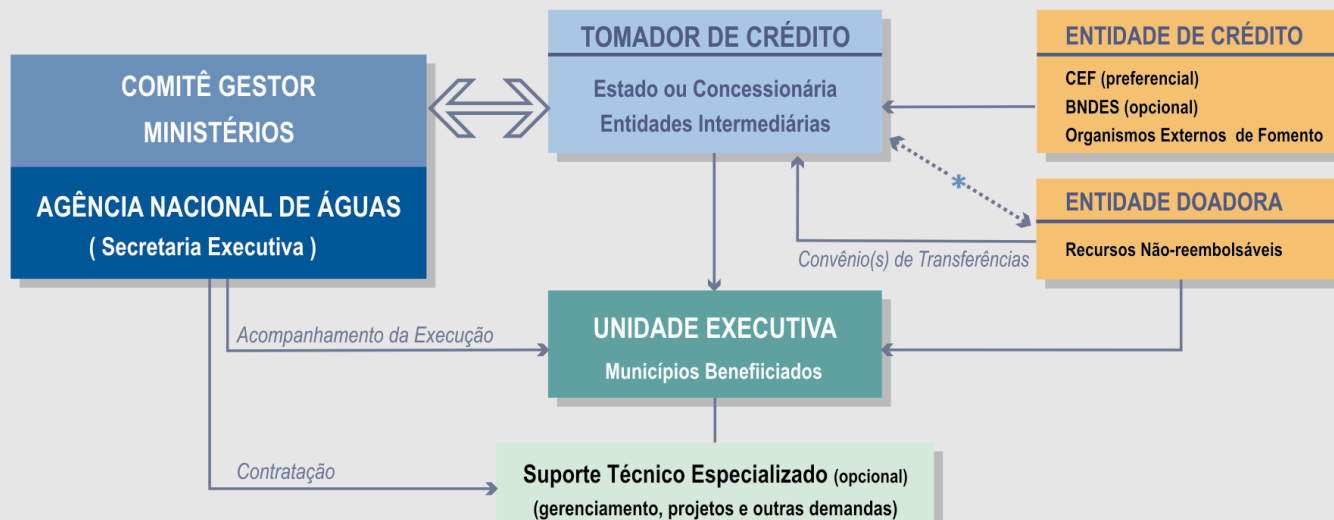 COMITÊ GESTOR
MINISTÉRIOS
AGÊNCIA NACIONAL DE ÁGUAS
( Secretaria Executiva )
TOMADOR DE CRÉDITO
Estado ou Concessionária
Entidades Intermediárias
ENTIDADE DE CRÉDITO
CEF (preferencial)
BNDES (opcional)
Organismos Externos de Fomento
*
ENTIDADE DOADORA
Recursos Não-reembolsáveis
Convênio(s) de Transferências
Acompanhamento da Execução
UNIDADE EXECUTIVA
Municípios Benefiiciados
Contratação
Suporte Técnico Especializado (opcional)
(gerenciamento, projetos e outras demandas)